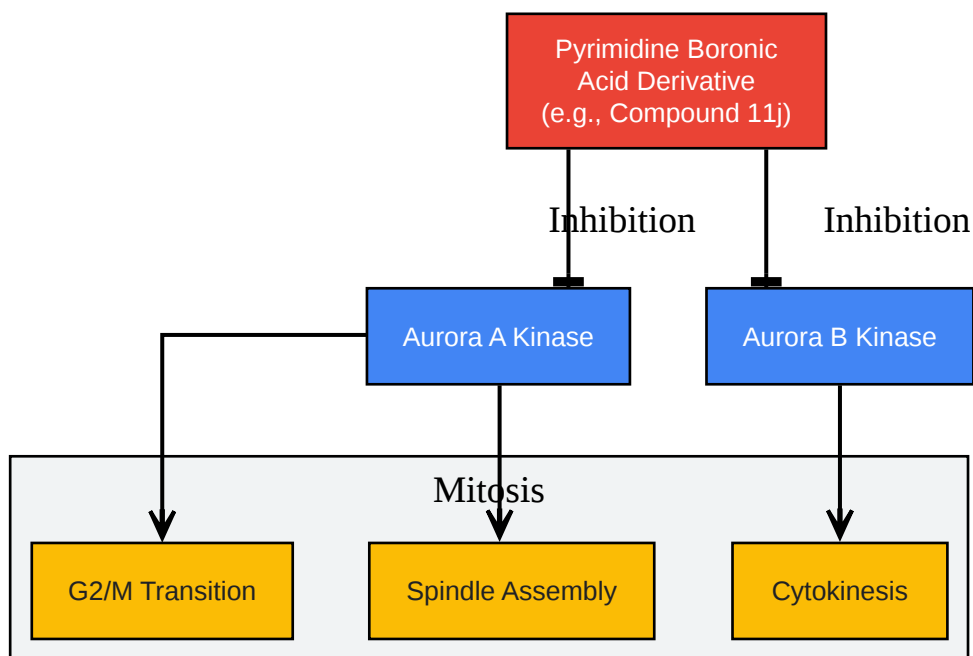 Pyrimidine Boronic
Acid Derivative
(e.g., Compound 11j)
Inhibition
Inhibition
Aurora A Kinase
Aurora B Kinase
Mitosis
G2/M Transition
Spindle Assembly
Cytokinesis